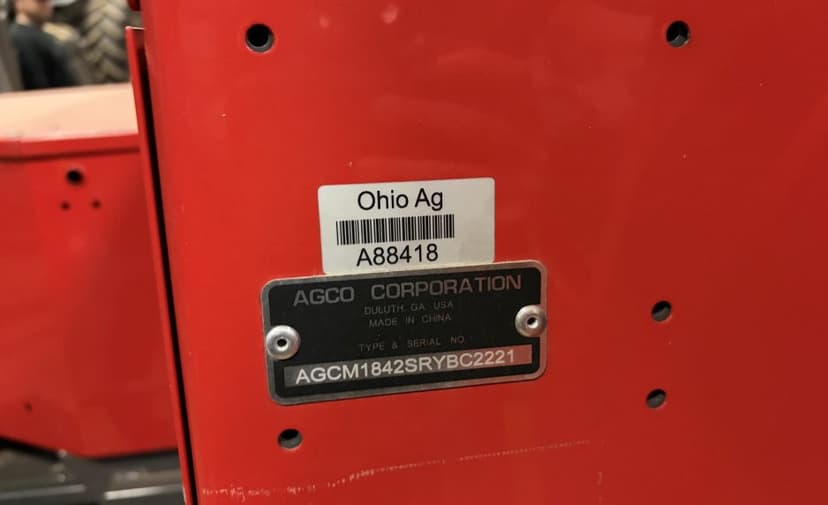 Ohio Ag
A88418
AGCO CORPORATION
DULUTH, GA. USA
MADE IN CHINA
TYPE & SERIAL NO.
AGCM1842SRYBC2221